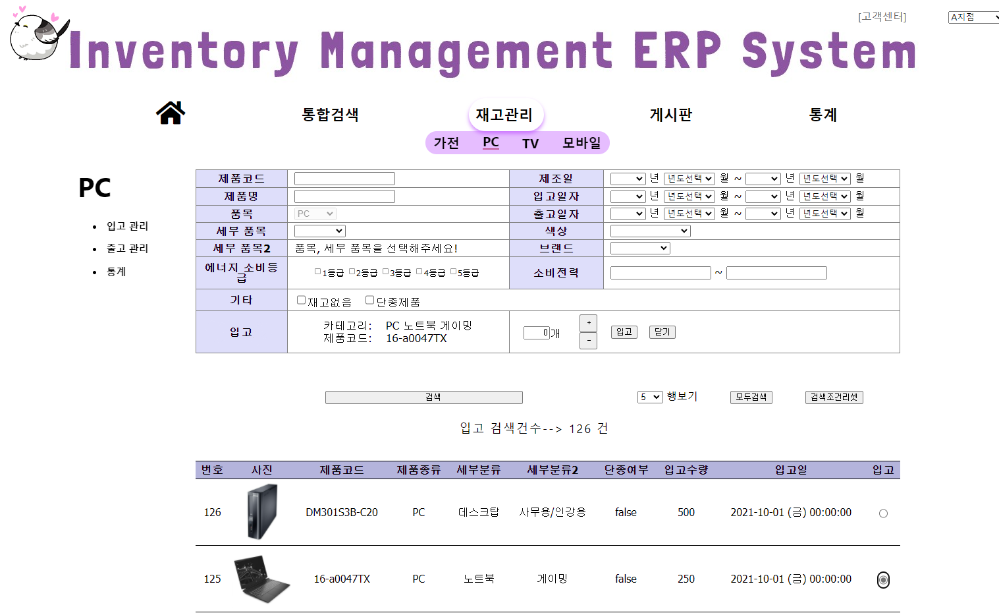 [고객센터] A지점
Inventory Management ERP System
통합검색 재고관리 게시판 통계
가전 PC TV 모바일
PC
입고 관리
출고 관리
통계
제품코드 제조일 년 년도선택 월 ~ 년 년도선택 월
제품명 입고일자 년 년도선택 월 ~ 년 년도선택 월
품목 PC 출고일자 년 년도선택 월 ~ 년 년도선택 월
세부 품목 색상
세부 품목2 품목, 세부 품목을 선택해주세요! 브랜드
에너지 소비등급 1등급 2등급 3등급 4등급 5등급 소비전력 ~
기타 재고없음 단종제품
입고 카테고리: PC 노트북 게이밍 0개 + - 입고 닫기
제품코드: 16-a0047TX
검색 5 행보기 모두검색 검색조건리셋
입고 검색건수--> 126 건
번호 사진 제품코드 제품종류 세부분류 세부분류2 단종여부 입고수량 입고일 입고
126 DM301S3B-C20 PC 데스크탑 사무용/인강용 false 500 2021-10-01 (금) 00:00:00
125 16-a0047TX PC 노트북 게이밍 false 250 2021-10-01 (금) 00:00:00